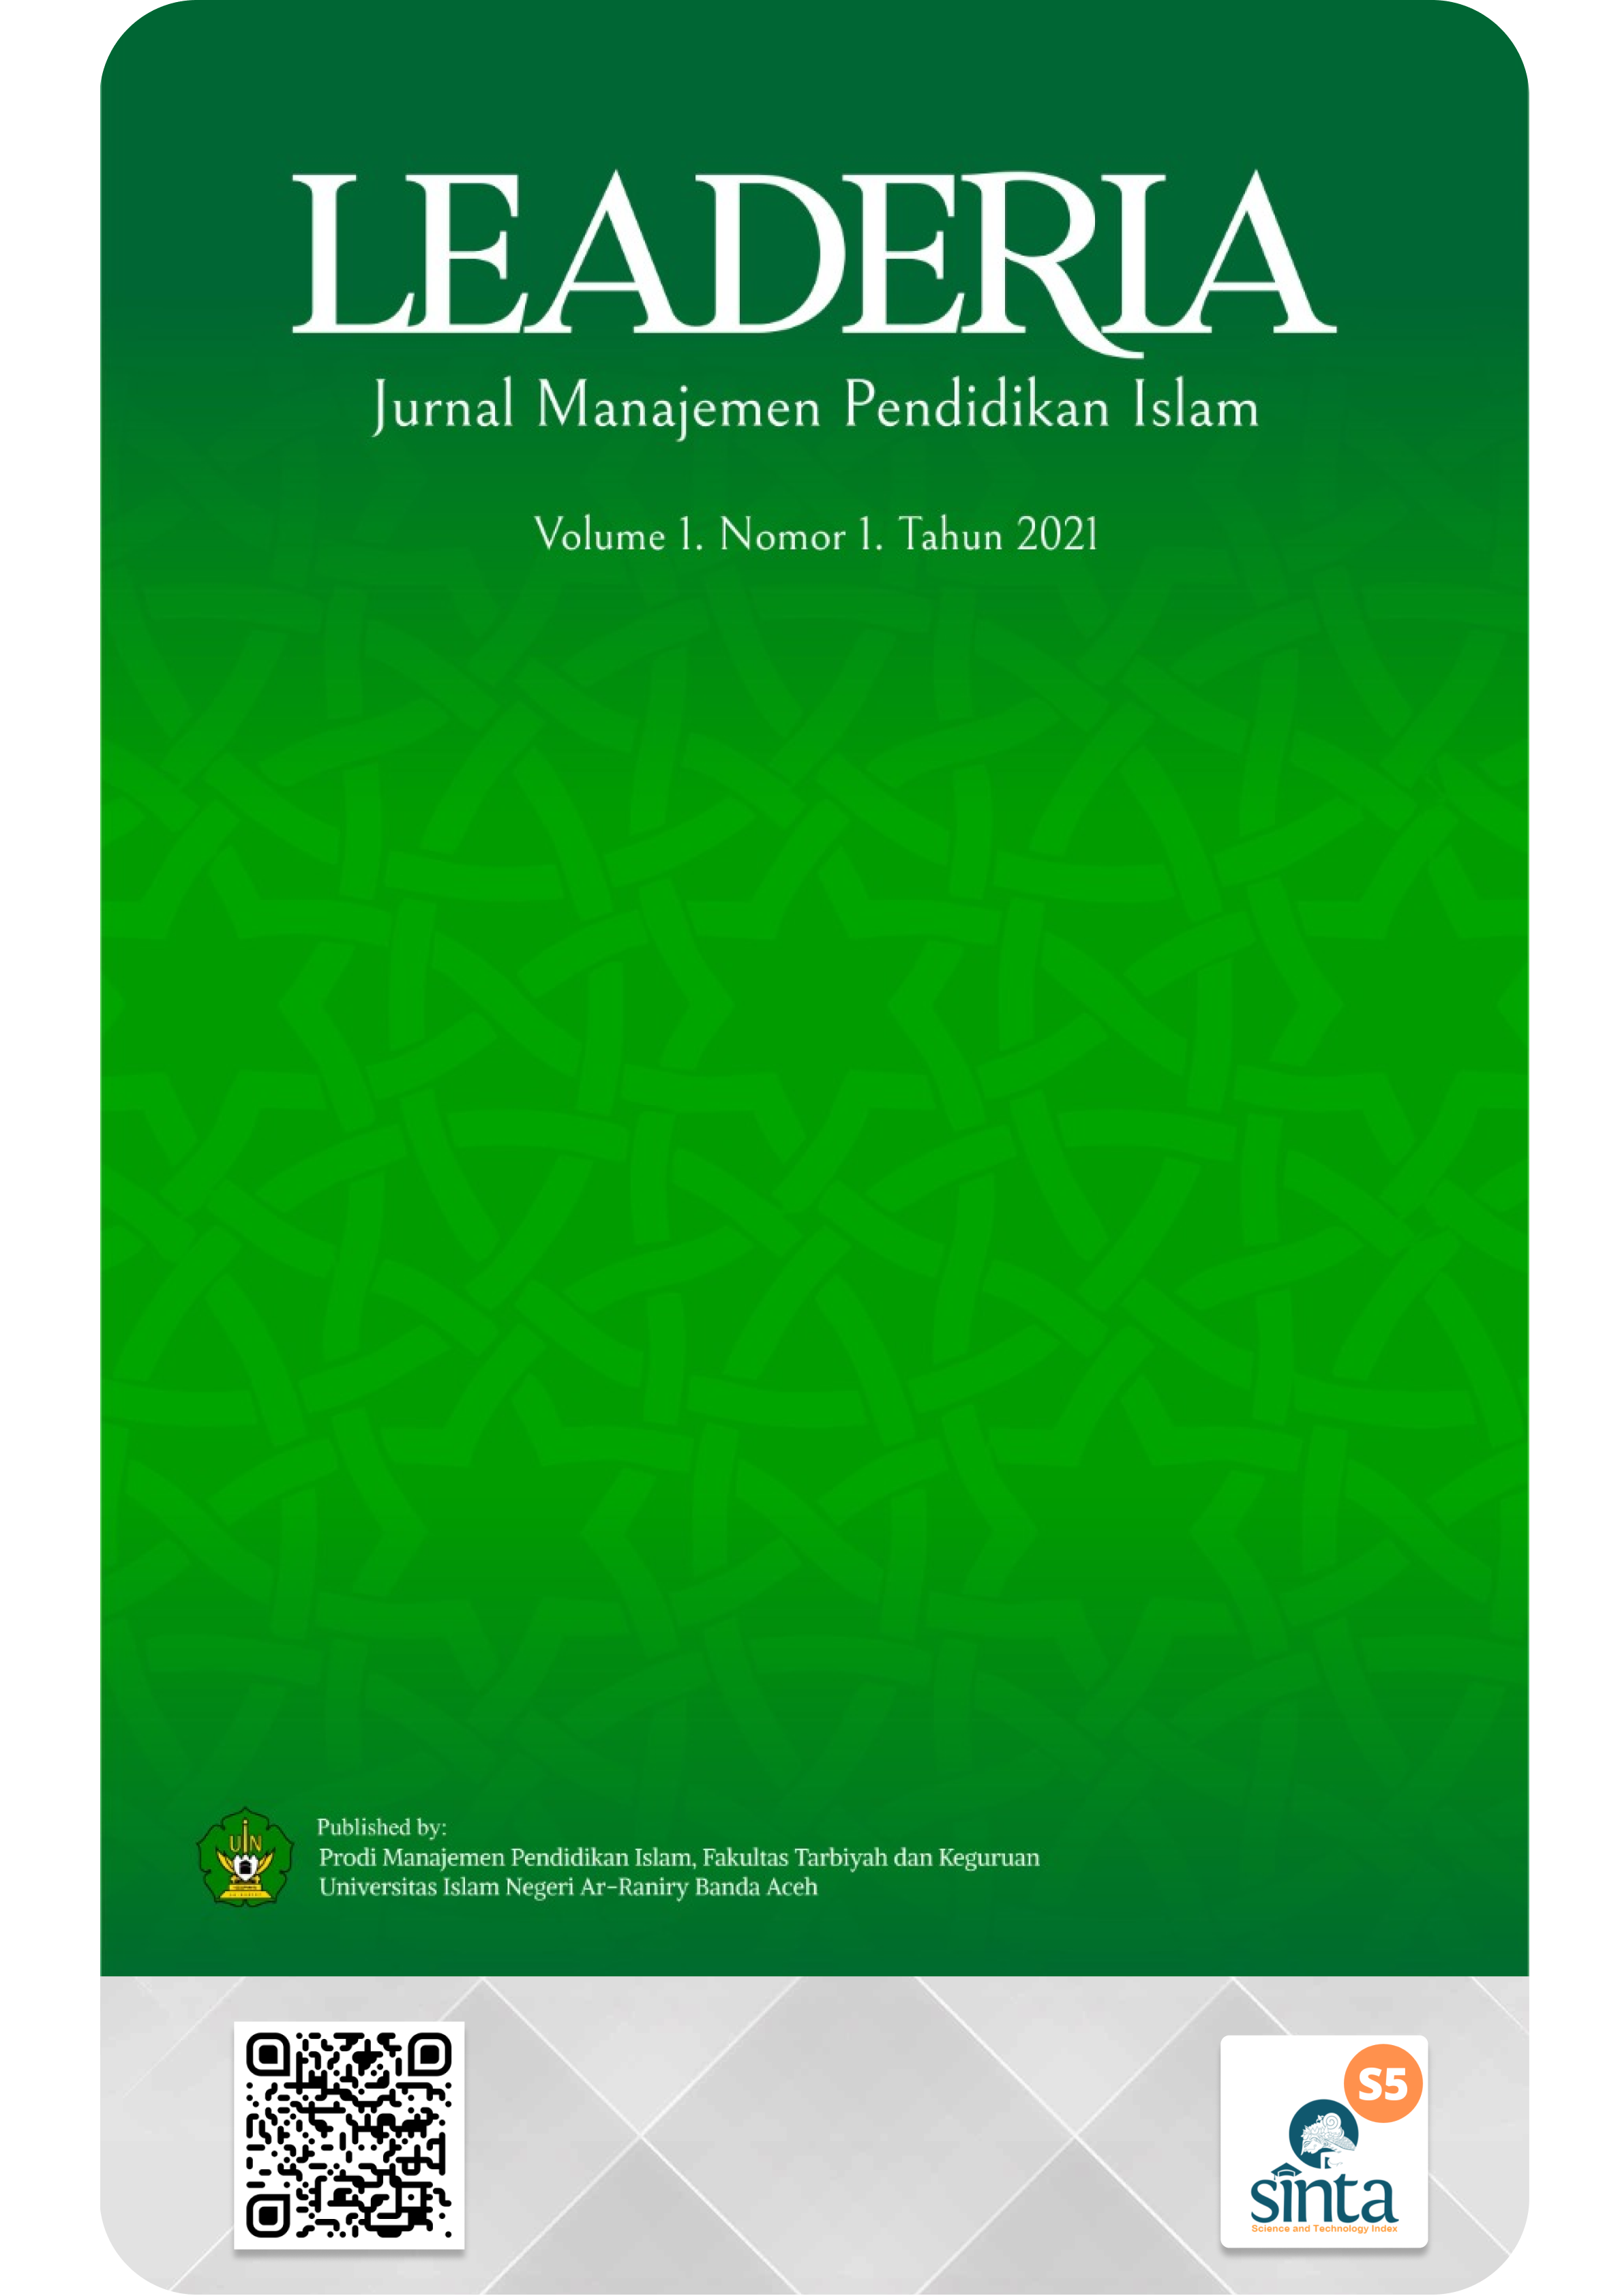 LEADERIA
Jurnal Manajemen Pendidikan Islam
Volume 1. Nomor 1. Tahun 2021
UIN
Published by:
Prodi Manajemen Pendidikan Islam, Fakultas Tarbiyah dan Keguruan
Universitas Islam Negeri Ar-Raniry Banda Aceh
S5
sinta
Science and Technology Index